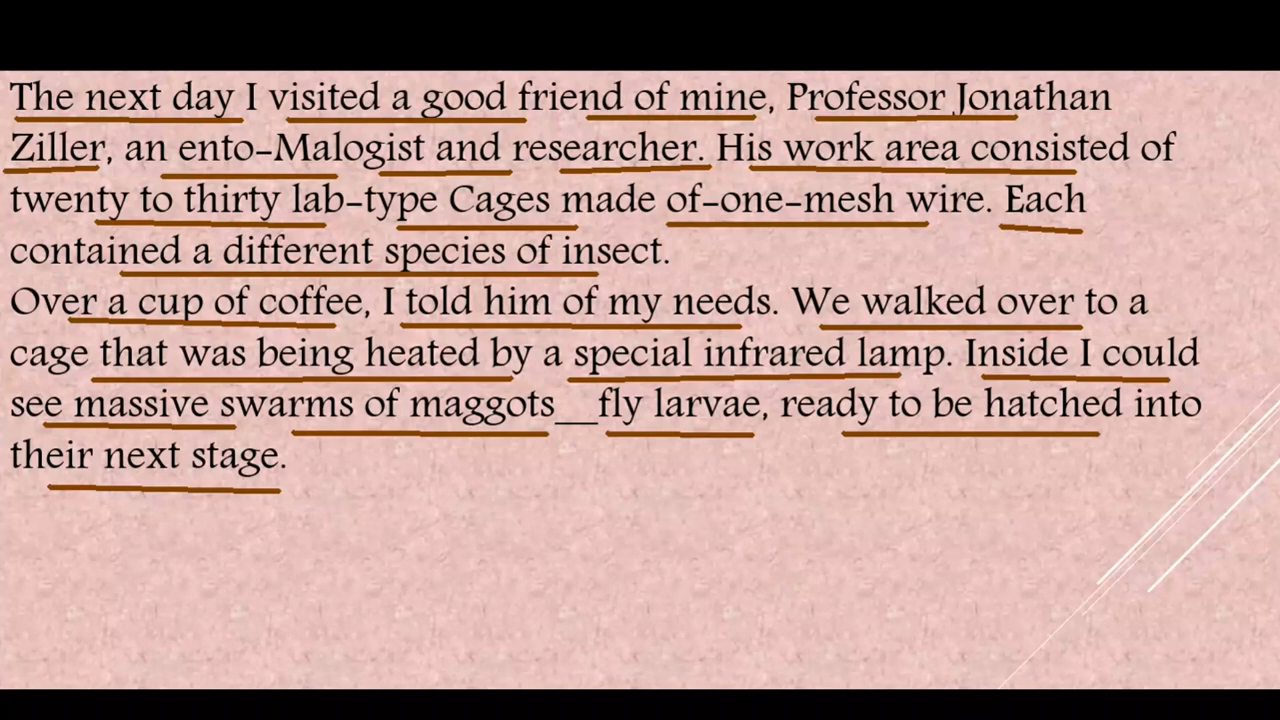 The next day I visited a good friend of mine, Professor Jonathan
Ziller, an ento-Malogist and researcher. His work area consisted of
twenty to thirty lab-type Cages made of-one-mesh wire. Each
contained a different species of insect.
Over a cup of coffee, I told him of my needs. We walked over to a
cage that was being heated by a special infrared lamp. Inside I could
see massive swarms of maggots__fly larvae, ready to be hatched into
their next stage.